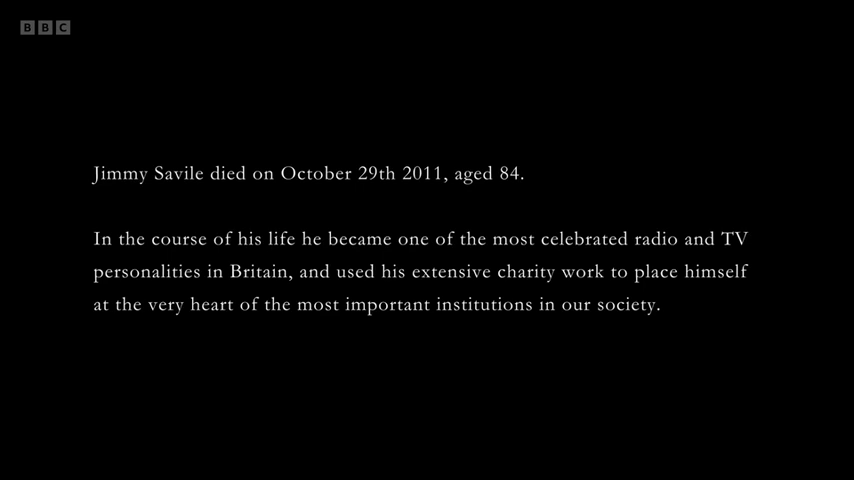 BBC
Jimmy Savile died on October 29th 2011, aged 84.
In the course of his life he became one of the most celebrated radio and TV
personalities in Britain, and used his extensive charity work to place himself
at the very heart of the most important institutions in our society.